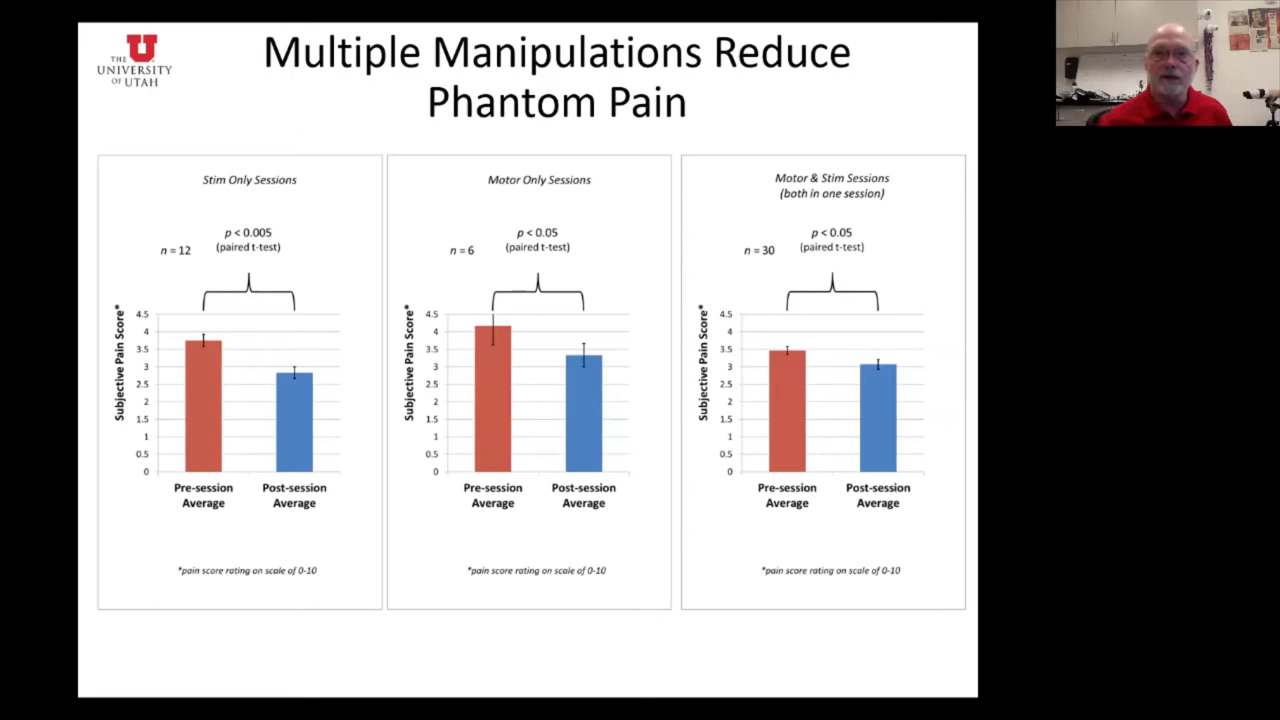 THE
UNIVERSITY
OF UTAH
Multiple Manipulations Reduce
Phantom Pain
Stim Only Sessions
p < 0.005
(paired t-test)
n = 12
Subjective Pain Score*
4.5
4
3.5
3
2.5
2
1.5
1
0.5
0
Pre-session
Average
Post-session
Average
*pain score rating on scale of 0-10
Motor Only Sessions
p < 0.05
(paired t-test)
n = 6
Subjective Pain Score*
4.5
4
3.5
3
2.5
2
1.5
1
0.5
0
Pre-session
Average
Post-session
Average
*pain score rating on scale of 0-10
Motor & Stim Sessions
(both in one session)
p < 0.05
(paired t-test)
n = 30
Subjective Pain Score*
4.5
4
3.5
3
2.5
2
1.5
1
0.5
0
Pre-session
Average
Post-session
Average
*pain score rating on scale of 0-10